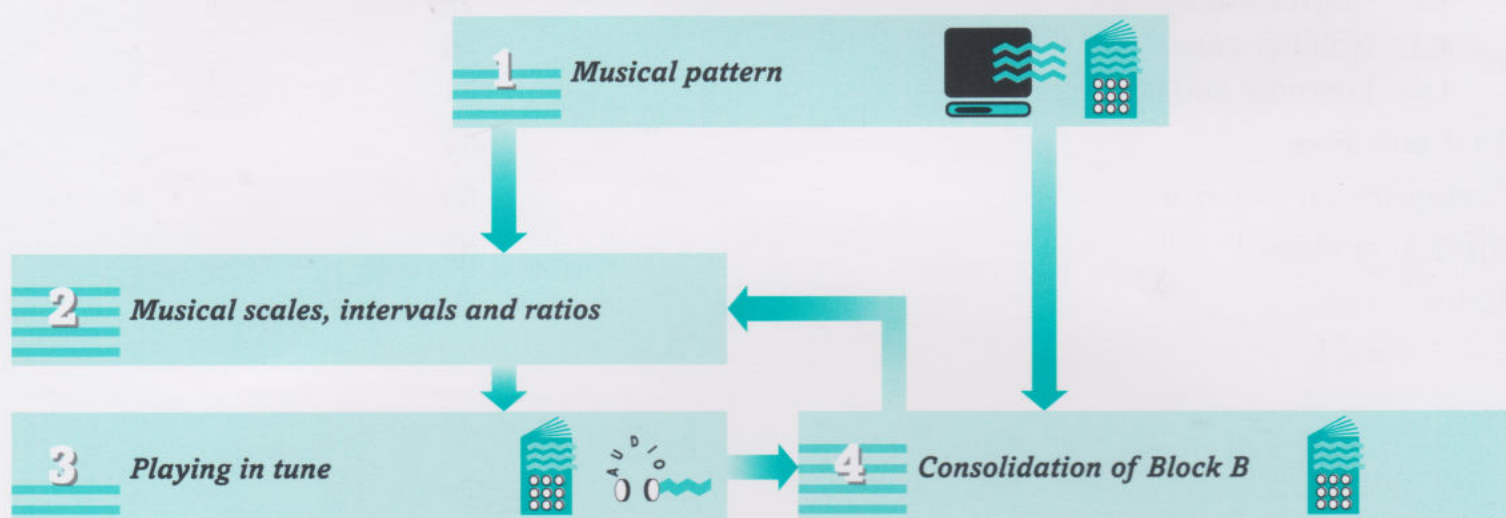 1 Musical pattern
2 Musical scales, intervals and ratios
3 Playing in tune
AUDIO
4 Consolidation of Block B